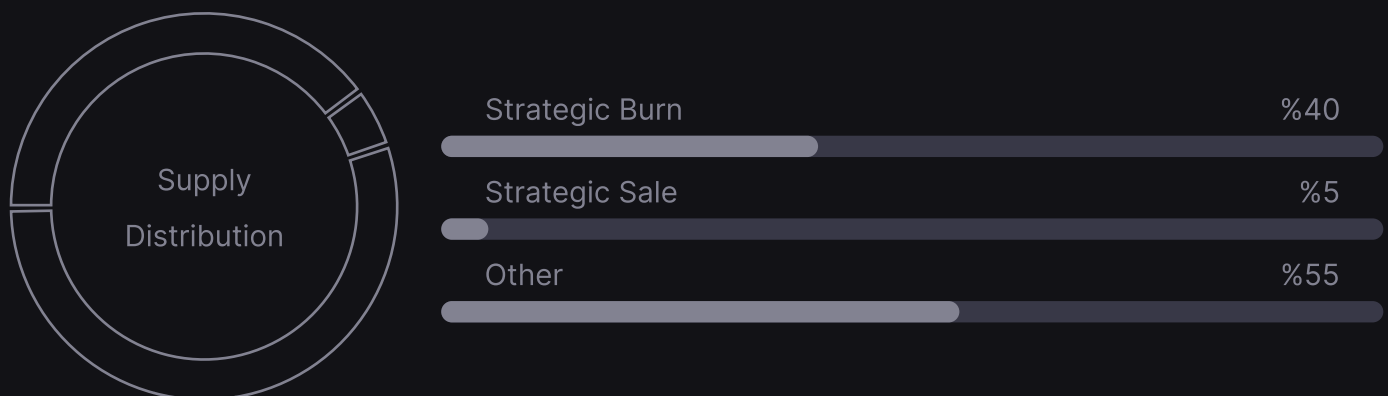 Supply
Distribution
Strategic Burn %40
Strategic Sale %5
Other %55